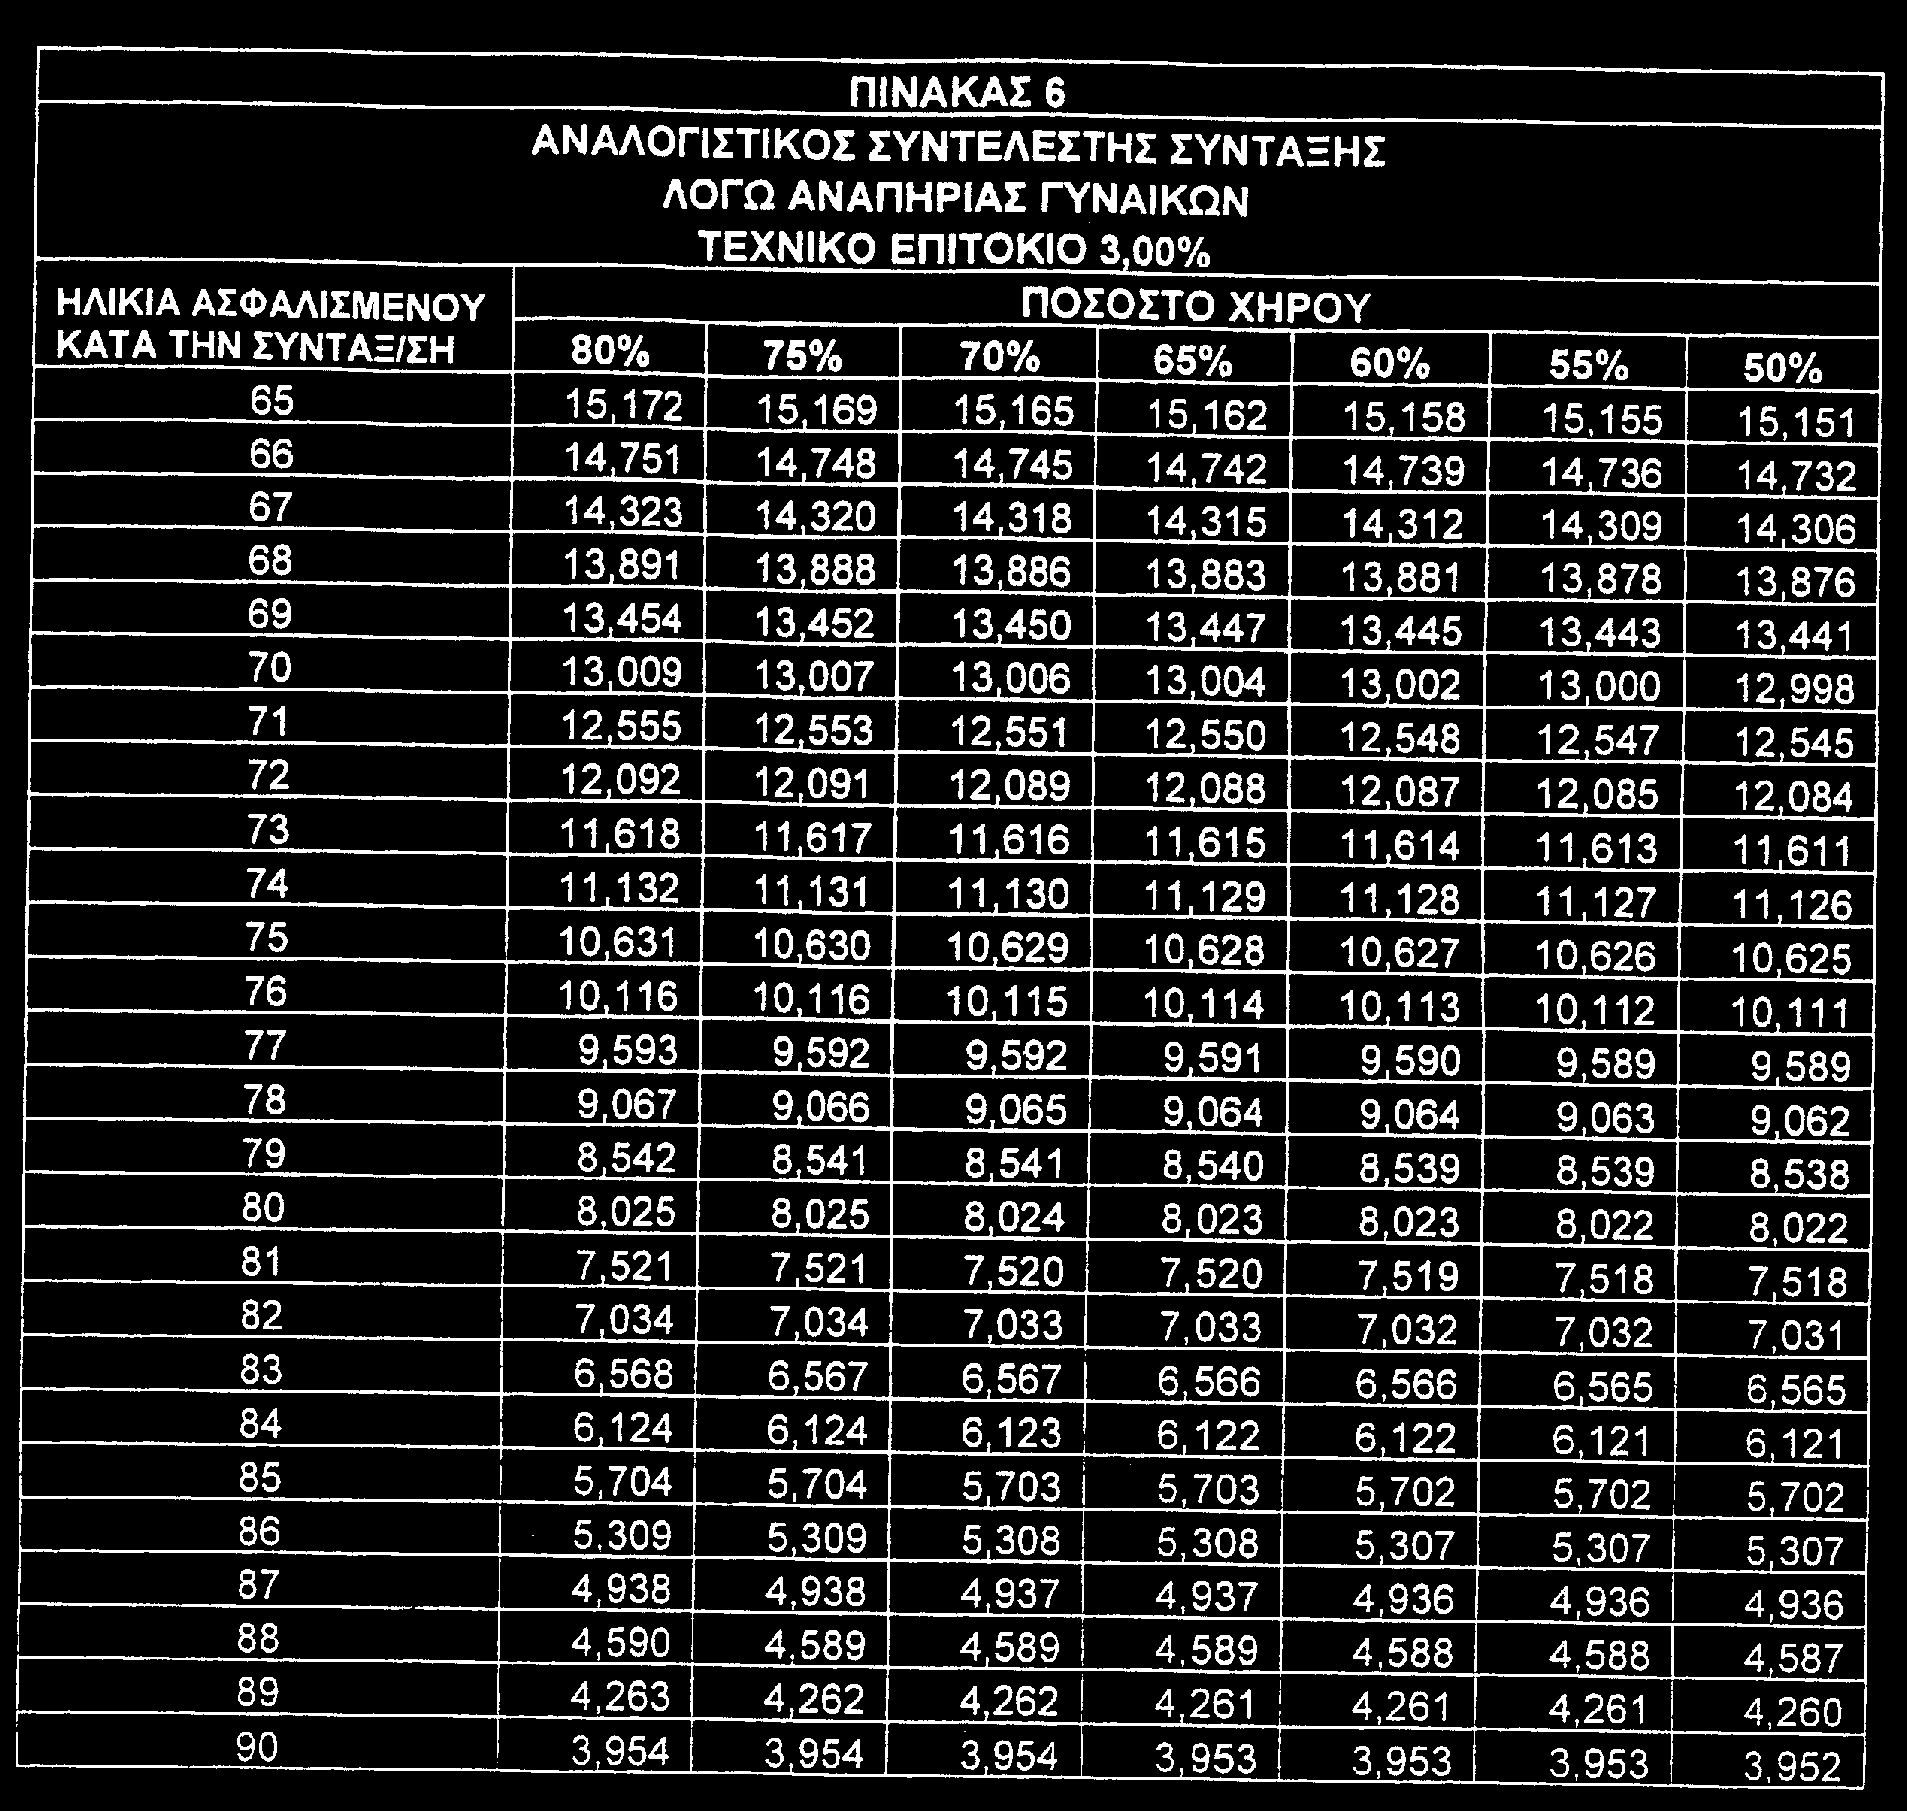 ΠΙΝΑΚΑΣ 6
ΑΝΑΛΟΓΙΣΤΙΚΟΣ ΣΥΝΤΕΛΕΣΤΗΣ ΣΥΝΤΑΞΗΣ
ΛΟΓΩ ΑΝΑΠΗΡΙΑΣ ΓΥΝΑΙΚΩΝ
ΤΕΧΝΙΚΟ ΕΠΙΤΟΚΙΟ 3,00%
ΗΛΙΚΙΑ ΑΣΦΑΛΙΣΜΕΝΟΥ ΠΟΣΟΣΤΟ ΧΗΡΟΥ
ΚΑΤΑ ΤΗΝ ΣΥΝΤΑΞ/ΣΗ 80% 75% 70% 65% 60% 55% 50%
65 15,172 15,169 15,165 15,162 15,158 15,155 15,151
66 14,751 14,748 14,745 14,742 14,739 14,736 14,732
67 14,323 14,320 14,318 14,315 14,312 14,309 14,306
68 13,891 13,888 13,886 13,883 13,881 13,878 13,876
69 13,454 13,452 13,450 13,447 13,445 13,443 13,441
70 13,009 13,007 13,006 13,004 13,002 13,000 12,998
71 12,555 12,553 12,551 12,550 12,548 12,547 12,545
72 12,092 12,091 12,089 12,088 12,087 12,085 12,084
73 11,618 11,617 11,616 11,615 11,614 11,613 11,611
74 11,132 11,131 11,130 11,129 11,128 11,127 11,126
75 10,631 10,630 10,629 10,628 10,627 10,626 10,625
76 10,116 10,116 10,115 10,114 10,113 10,112 10,111
77 9,593 9,592 9,592 9,591 9,590 9,589 9,589
78 9,067 9,066 9,065 9,064 9,064 9,063 9,062
79 8,542 8,541 8,541 8,540 8,539 8,539 8,538
80 8,025 8,025 8,024 8,023 8,023 8,022 8,022
81 7,521 7,521 7,520 7,520 7,519 7,518 7,518
82 7,034 7,034 7,033 7,033 7,032 7,032 7,031
83 6,568 6,567 6,567 6,566 6,566 6,565 6,565
84 6,124 6,124 6,123 6,122 6,122 6,121 6,121
85 5,704 5,704 5,703 5,703 5,702 5,702 5,702
86 5,309 5,309 5,308 5,308 5,307 5,307 5,307
87 4,938 4,938 4,937 4,937 4,936 4,936 4,936
88 4,590 4,589 4,589 4,589 4,588 4,588 4,587
89 4,263 4,262 4,262 4,261 4,261 4,261 4,260
90 3,954 3,954 3,954 3,953 3,953 3,953 3,952